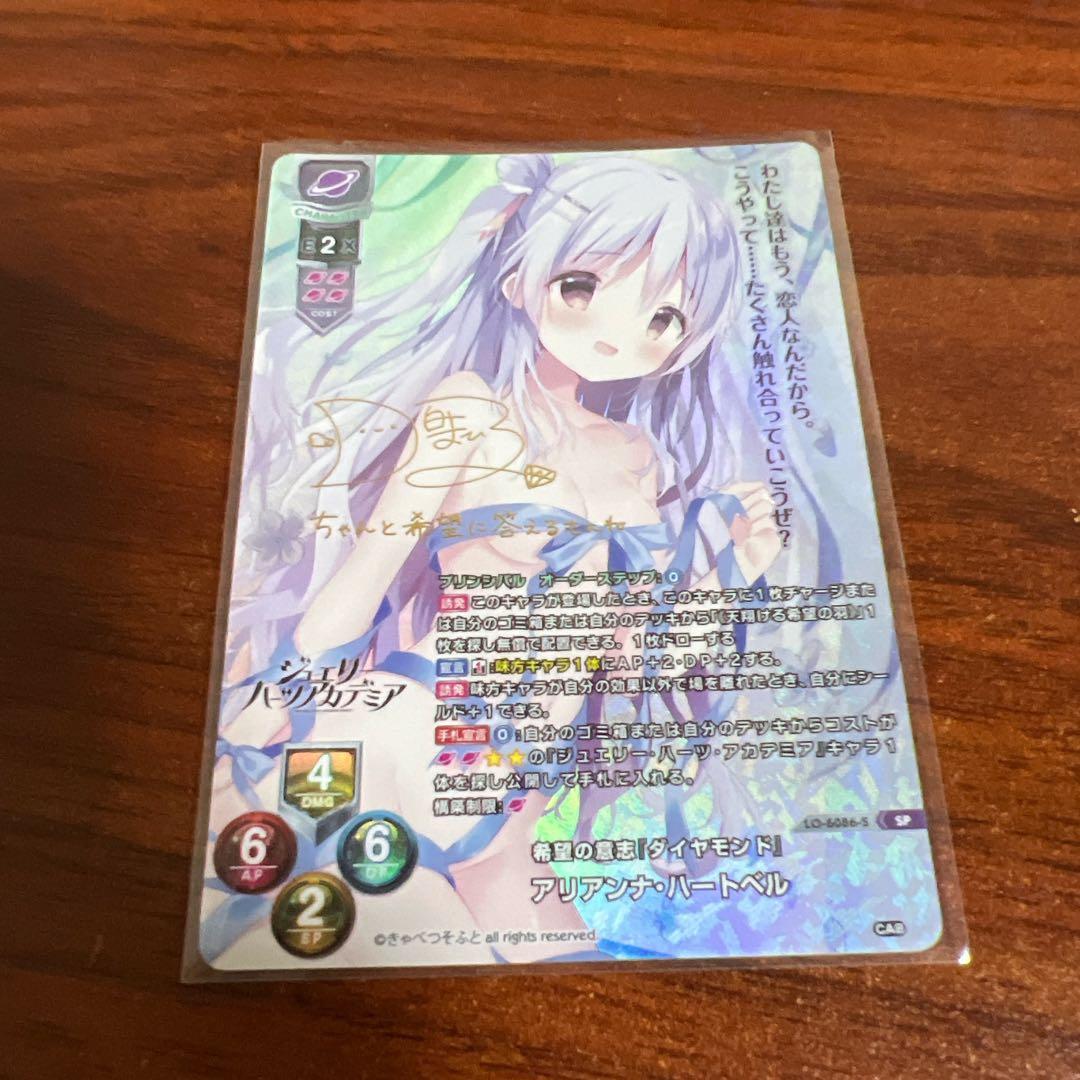 CHARACTER
E 2 X
COST
わたし達はもう、恋人なんだから。
こうやって……たくさん触れ合っていこうぜ？
ちゃんと希望に答えるも
プリンシパル オーダーステップ:0
誘発 このキャラが登場したとき、このキャラに1枚チャージまた
は自分のゴミ箱または自分のデッキから『《天翔ける希望の羽》』1
枚を探し無償で配置できる。1枚ドローする
宣言 :味方キャラ1体にAP+2・DP+2する。
誘発 味方キャラが自分の効果以外で場を離れたとき、自分にシー
ルド+1できる。
手札宣言 0:自分のゴミ箱または自分のデッキからコストが
★★の『ジュエリー・ハーツ・アカデミア』キャラ1
体を探し公開して手札に入れる。
構築制限:
ジュエリー
ハーツアカデミア
4
DMG
6
AP
6
DP
2
SP
LO-6086-S SP
希望の意志『ダイヤモンド』
アリアンナ・ハートベル
©きゃべつそふと all rights reserved.
CAB